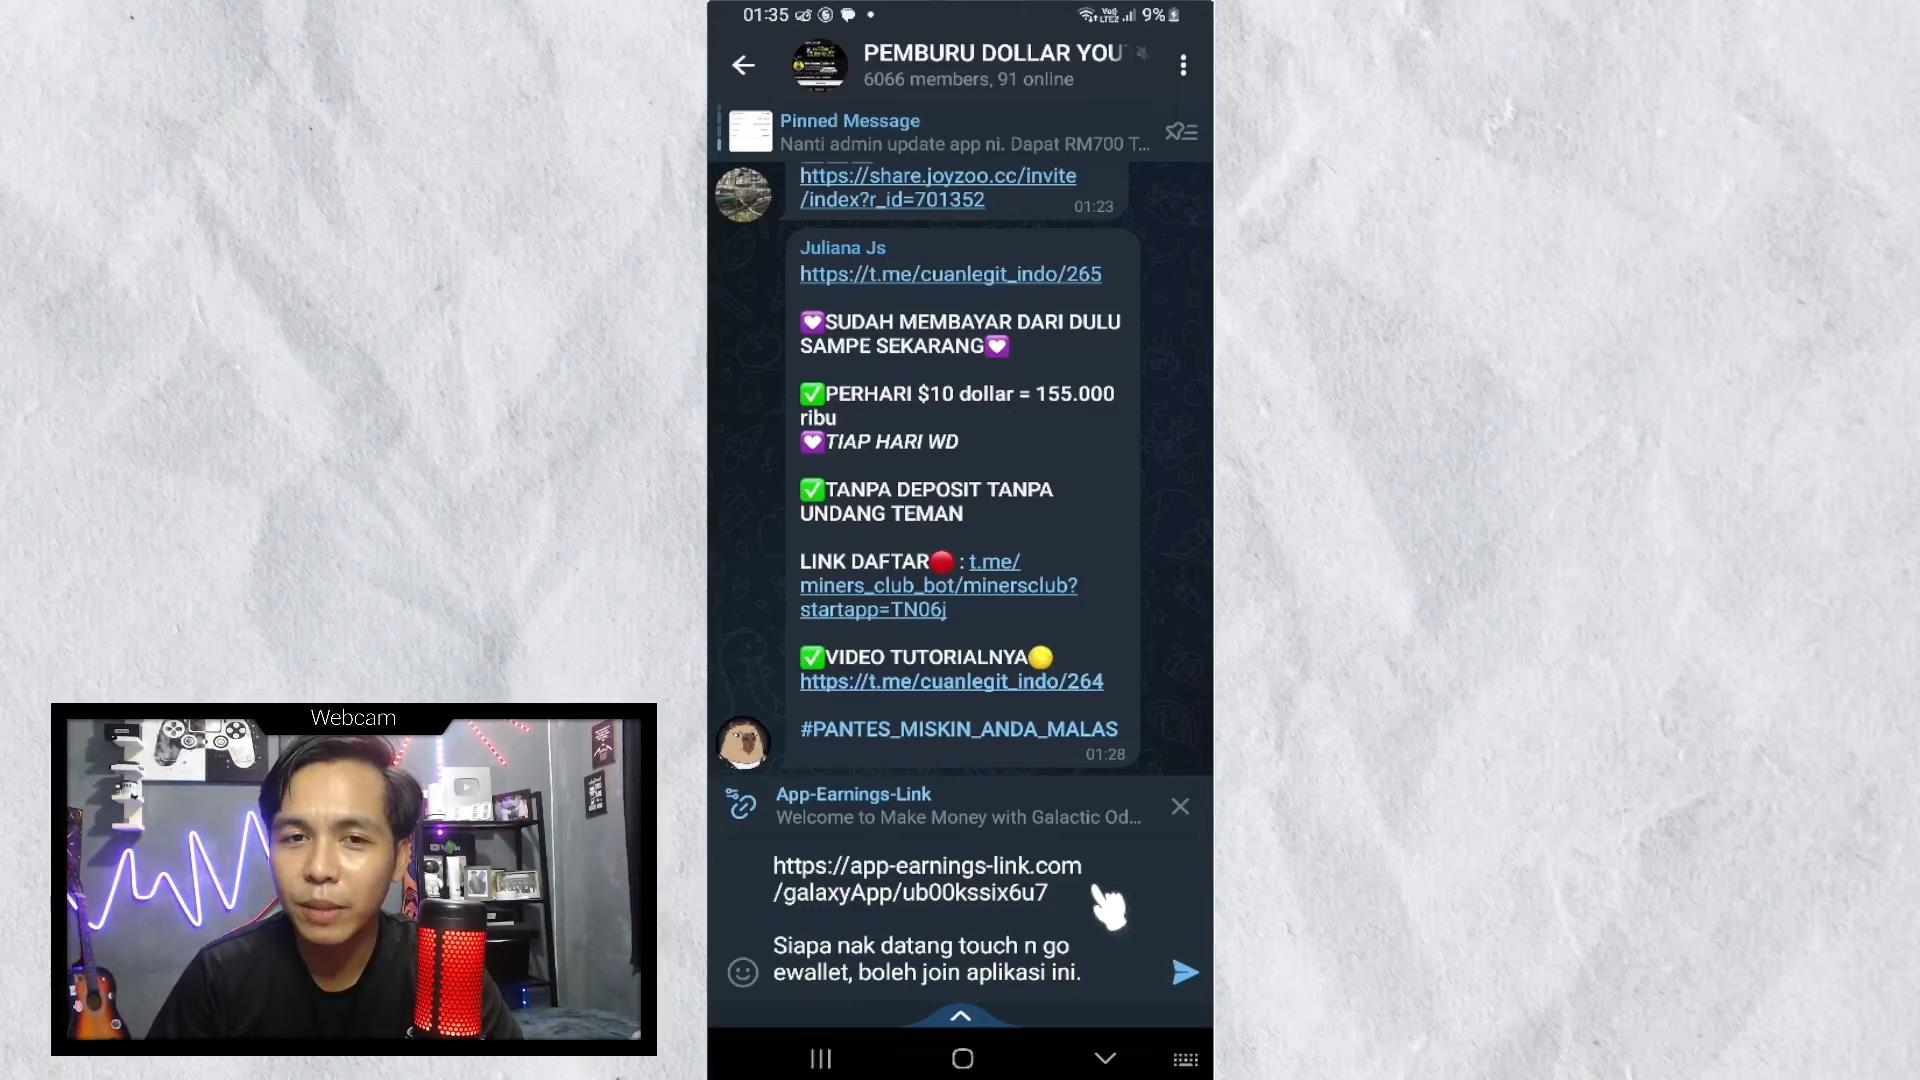 01:35
VoI)
LTE2
9%
PEMBURU DOLLAR YOU
6066 members, 91 online
Pinned Message
Nanti admin update app ni. Dapat RM700 T...
https://share.joyzoo.cc/invite
/index?r_id=701352
01:23
Juliana Js
https://t.me/cuanlegit_indo/265
💜SUDAH MEMBAYAR DARI DULU
SAMPE SEKARANG💜
✅PERHARI $10 dollar = 155.000
ribu
💜TIAP HARI WD
✅TANPA DEPOSIT TANPA
UNDANG TEMAN
LINK DAFTAR🔴 : t.me/
miners_club_bot/minersclub?
startapp=TN06j
✅VIDEO TUTORIALNYA🟡
https://t.me/cuanlegit_indo/264
#PANTES_MISKIN_ANDA_MALAS
01:28
App-Earnings-Link
Welcome to Make Money with Galactic Od...
https://app-earnings-link.com
/galaxyApp/ub00kssix6u7
Siapa nak datang touch n go
ewallet, boleh join aplikasi ini.
Webcam